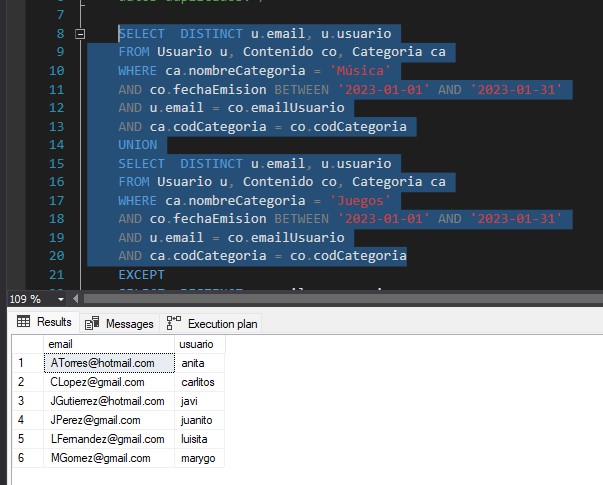 7
8 SELECT  DISTINCT u.email, u.usuario
9 FROM Usuario u, Contenido co, Categoria ca
10 WHERE ca.nombreCategoria = 'Música'
11 AND co.fechaEmision BETWEEN '2023-01-01' AND '2023-01-31'
12 AND u.email = co.emailUsuario
13 AND ca.codCategoria = co.codCategoria
14 UNION
15 SELECT  DISTINCT u.email, u.usuario
16 FROM Usuario u, Contenido co, Categoria ca
17 WHERE ca.nombreCategoria = 'Juegos'
18 AND co.fechaEmision BETWEEN '2023-01-01' AND '2023-01-31'
19 AND u.email = co.emailUsuario
20 AND ca.codCategoria = co.codCategoria
21 EXCEPT
109 %
Results Messages Execution plan
email usuario
1 ATorres@hotmail.com anita
2 CLopez@gmail.com carlitos
3 JGutierrez@hotmail.com javi
4 JPerez@gmail.com juanito
5 LFernandez@gmail.com luisita
6 MGomez@gmail.com marygo